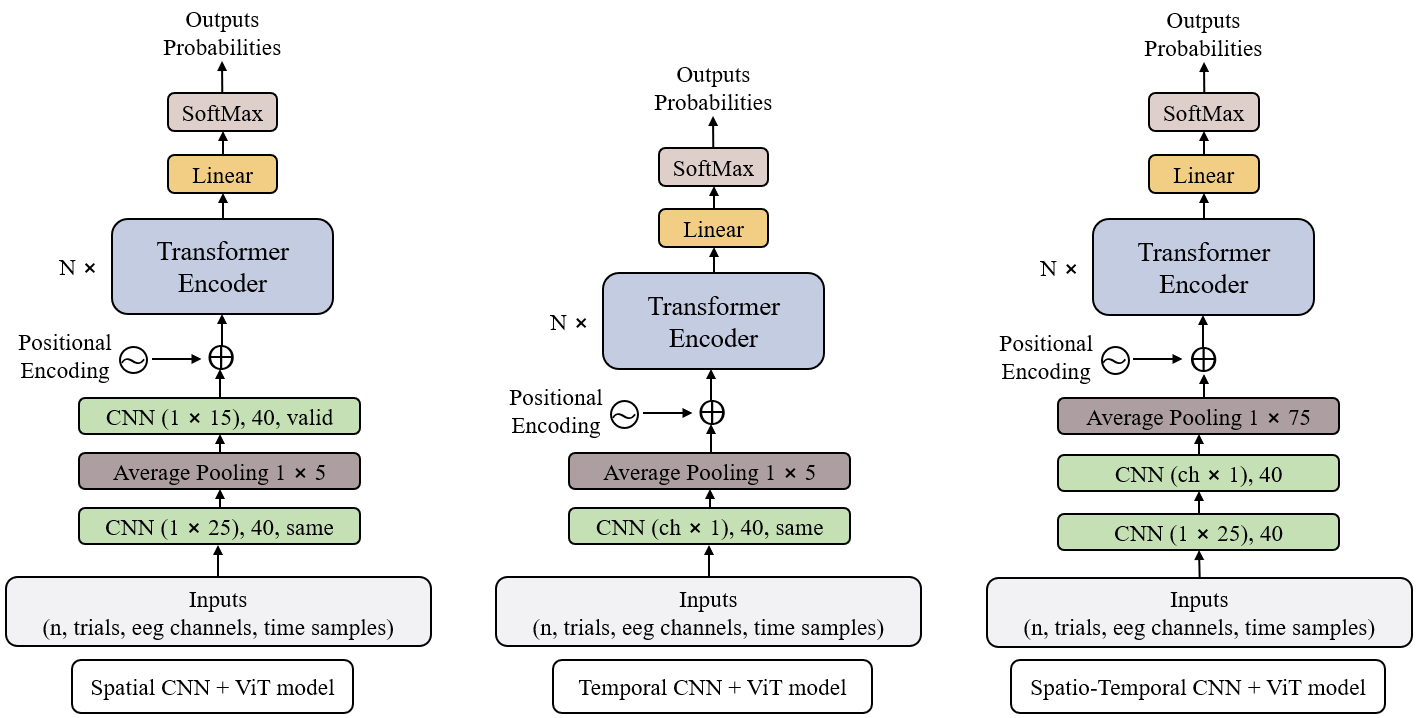 Outputs
Probabilities
SoftMax
Linear
Transformer
Encoder
N ×
Positional
Encoding
CNN (1 × 15), 40, valid
Average Pooling 1 × 5
CNN (1 × 25), 40, same
Inputs
(n, trials, eeg channels, time samples)
Spatial CNN + ViT model
Outputs
Probabilities
SoftMax
Linear
Transformer
Encoder
N ×
Positional
Encoding
Average Pooling 1 × 5
CNN (ch × 1), 40, same
Inputs
(n, trials, eeg channels, time samples)
Temporal CNN + ViT model
Outputs
Probabilities
SoftMax
Linear
Transformer
Encoder
N ×
Positional
Encoding
Average Pooling 1 × 75
CNN (ch × 1), 40
CNN (1 × 25), 40
Inputs
(n, trials, eeg channels, time samples)
Spatio-Temporal CNN + ViT model